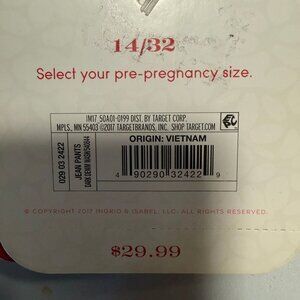 14/32
Select your pre-pregnancy size.
IM17_50A01-0199 DIST. BY TARGET CORP.
MPLS, MN 55403 ©2017 TARGETBRANDS, INC. SHOP TARGET.COM
029 03 2422
JEAN PANTS
ORIGIN: VIETNAM
4 90290 32422 9
© COPYRIGHT 2017 INGRID & ISABEL, LLC. ALL RIGHTS RESERVED.
$29.99